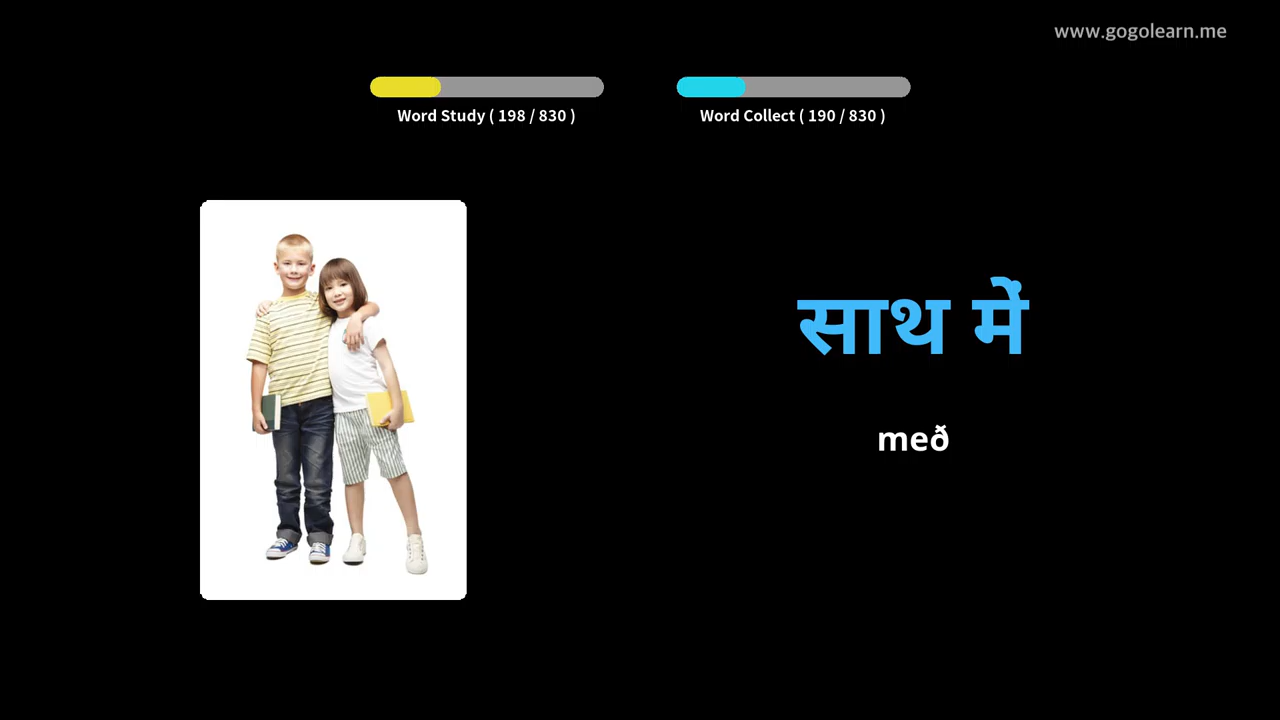 www.gogolearn.me
Word Study ( 198 / 830 )
Word Collect ( 190 / 830 )
साथ में
með